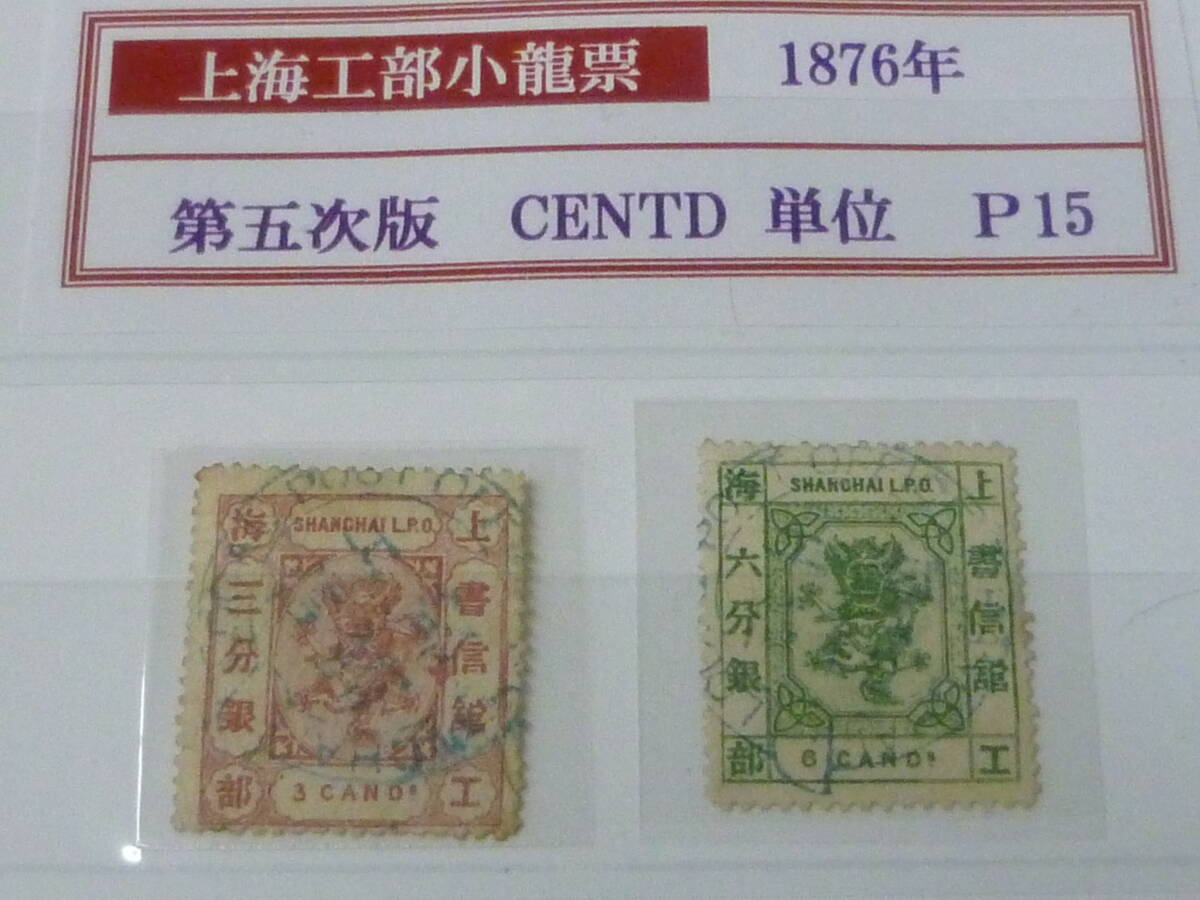 上海工部小龍票 1876年
第五次版 CENTD 単位 P15
海 SHANGHAI L.P.O. 上
三分銀
書信館
部 3 CANDS 工
海 SHANGHAI L.P.O. 上
六分銀
書信館
部 6 CANDS 工